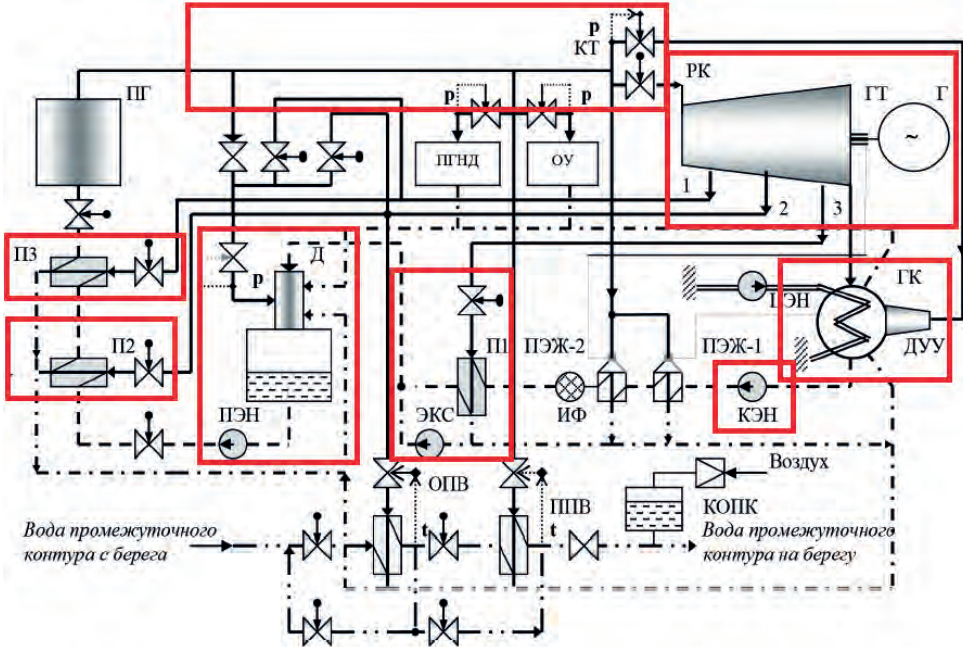 p
КТ
РК
ПГ
ГТ
Г
~
p
p
ПГНД
ОУ
1
2
3
П3
Д
p
ГК
ЦЭН
П2
П1
ПЭЖ-2
ПЭЖ-1
ДУУ
ПЭН
ЭКС
ИФ
КЭН
Воздух
ОПВ
ППВ
КОПК
Вода промежуточного
контура с берега
t
t
Вода промежуточного
контура на берегу